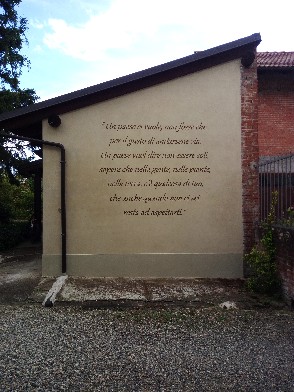 "Un paese ci vuole, non fosse che
per il gusto di andarsene via.
Un paese vuol dire non essere soli,
sapere che nella gente, nelle piante,
nella terra c'è qualcosa di tuo,
che anche quando non ci sei
resta ad aspettarti."